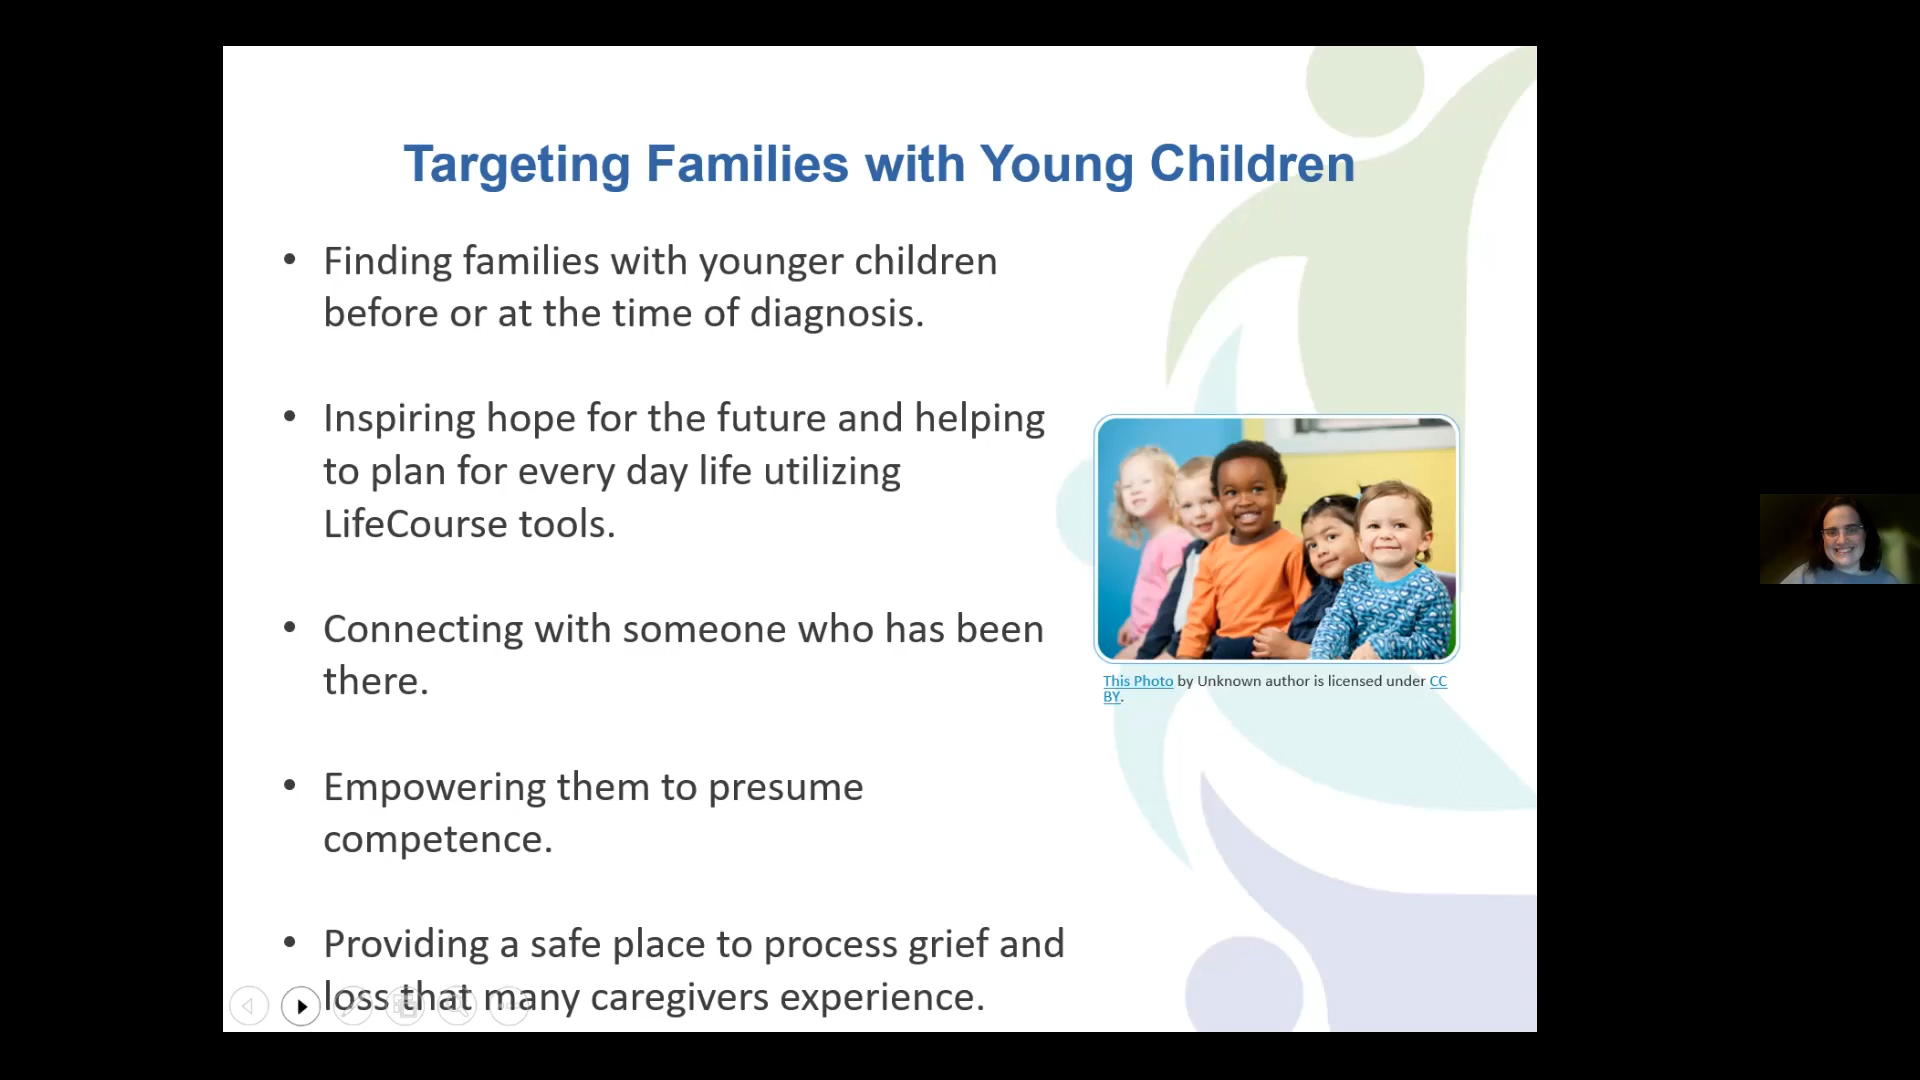 Targeting Families with Young Children
• Finding families with younger children
before or at the time of diagnosis.
• Inspiring hope for the future and helping
to plan for every day life utilizing
LifeCourse tools.
• Connecting with someone who has been
there.
• Empowering them to presume
competence.
• Providing a safe place to process grief and
loss that many caregivers experience.
This Photo by Unknown author is licensed under CC
BY.